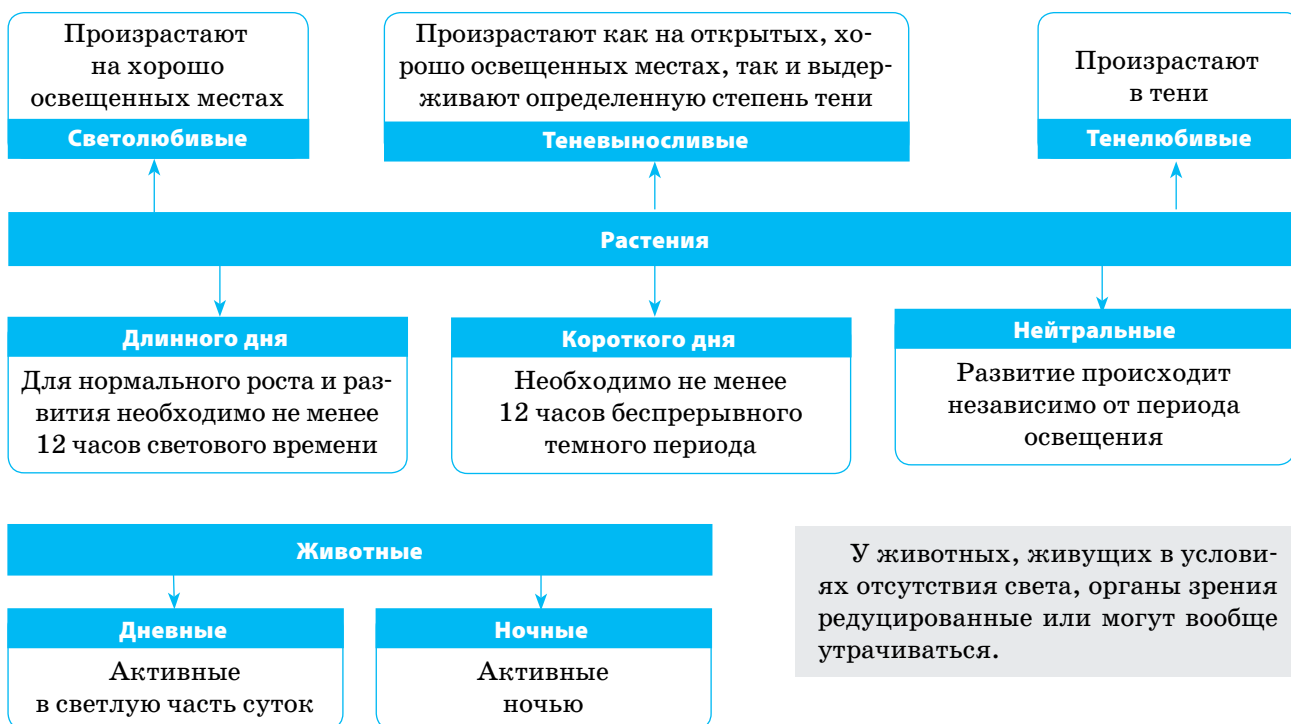 Произрастают
на хорошо
освещенных местах
Светолюбивые
Произрастают как на открытых, хо-
рошо освещенных местах, так и выдер-
живают определенную степень тени
Теневыносливые
Произрастают
в тени
Тенелюбивые
Растения
Длинного дня
Для нормального роста и раз-
вития необходимо не менее
12 часов светового времени
Короткого дня
Необходимо не менее
12 часов беспрерывного
темного периода
Нейтральные
Развитие происходит
независимо от периода
освещения
Животные
Дневные
Активные
в светлую часть суток
Ночные
Активные
ночью
У животных, живущих в услови-
ях отсутствия света, органы зрения
редуцированные или могут вообще
утрачиваться.